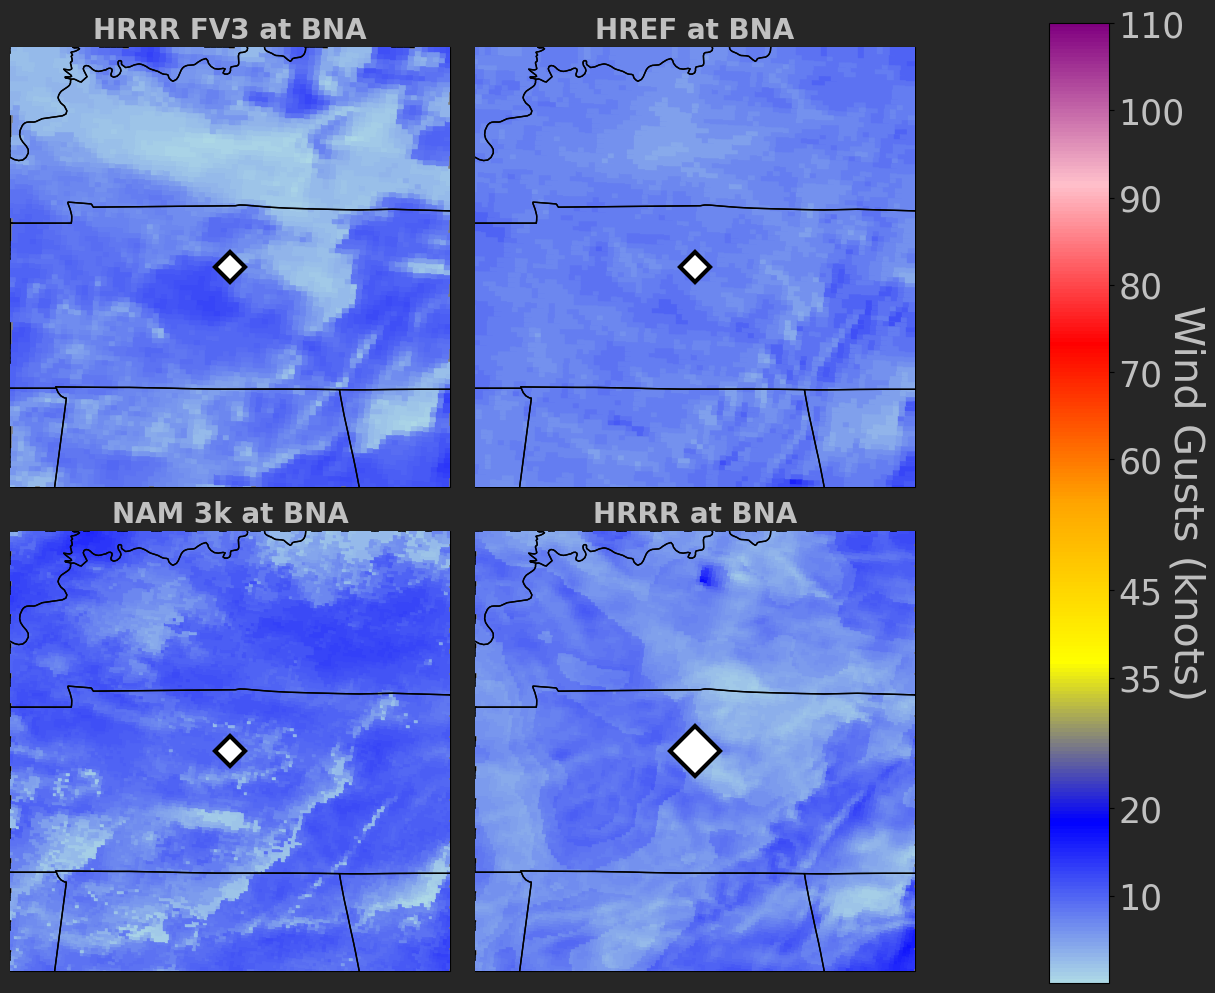 HRRR FV3 at BNA
HREF at BNA
NAM 3k at BNA
HRRR at BNA
110
100
90
80
70
60
45
35
20
10
Wind Gusts (knots)